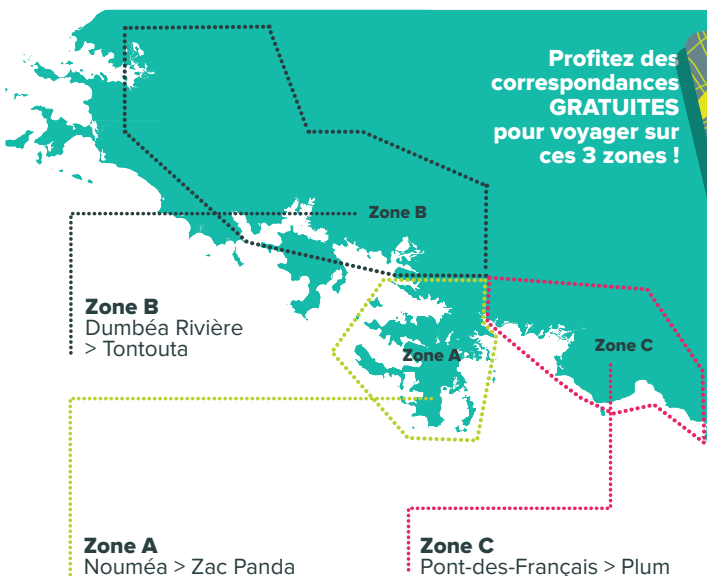 Profitez des
correspondances
GRATUITES
pour voyager sur
ces 3 zones !
Zone B
Zone B
Dumbéa Rivière
> Tontouta
Zone A
Zone C
Zone A
Nouméa > Zac Panda
Zone C
Pont-des-Français > Plum